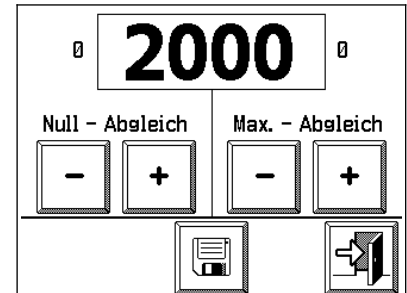 0 2000 0
Null - Abgleich Max. - Abgleich
- + - +